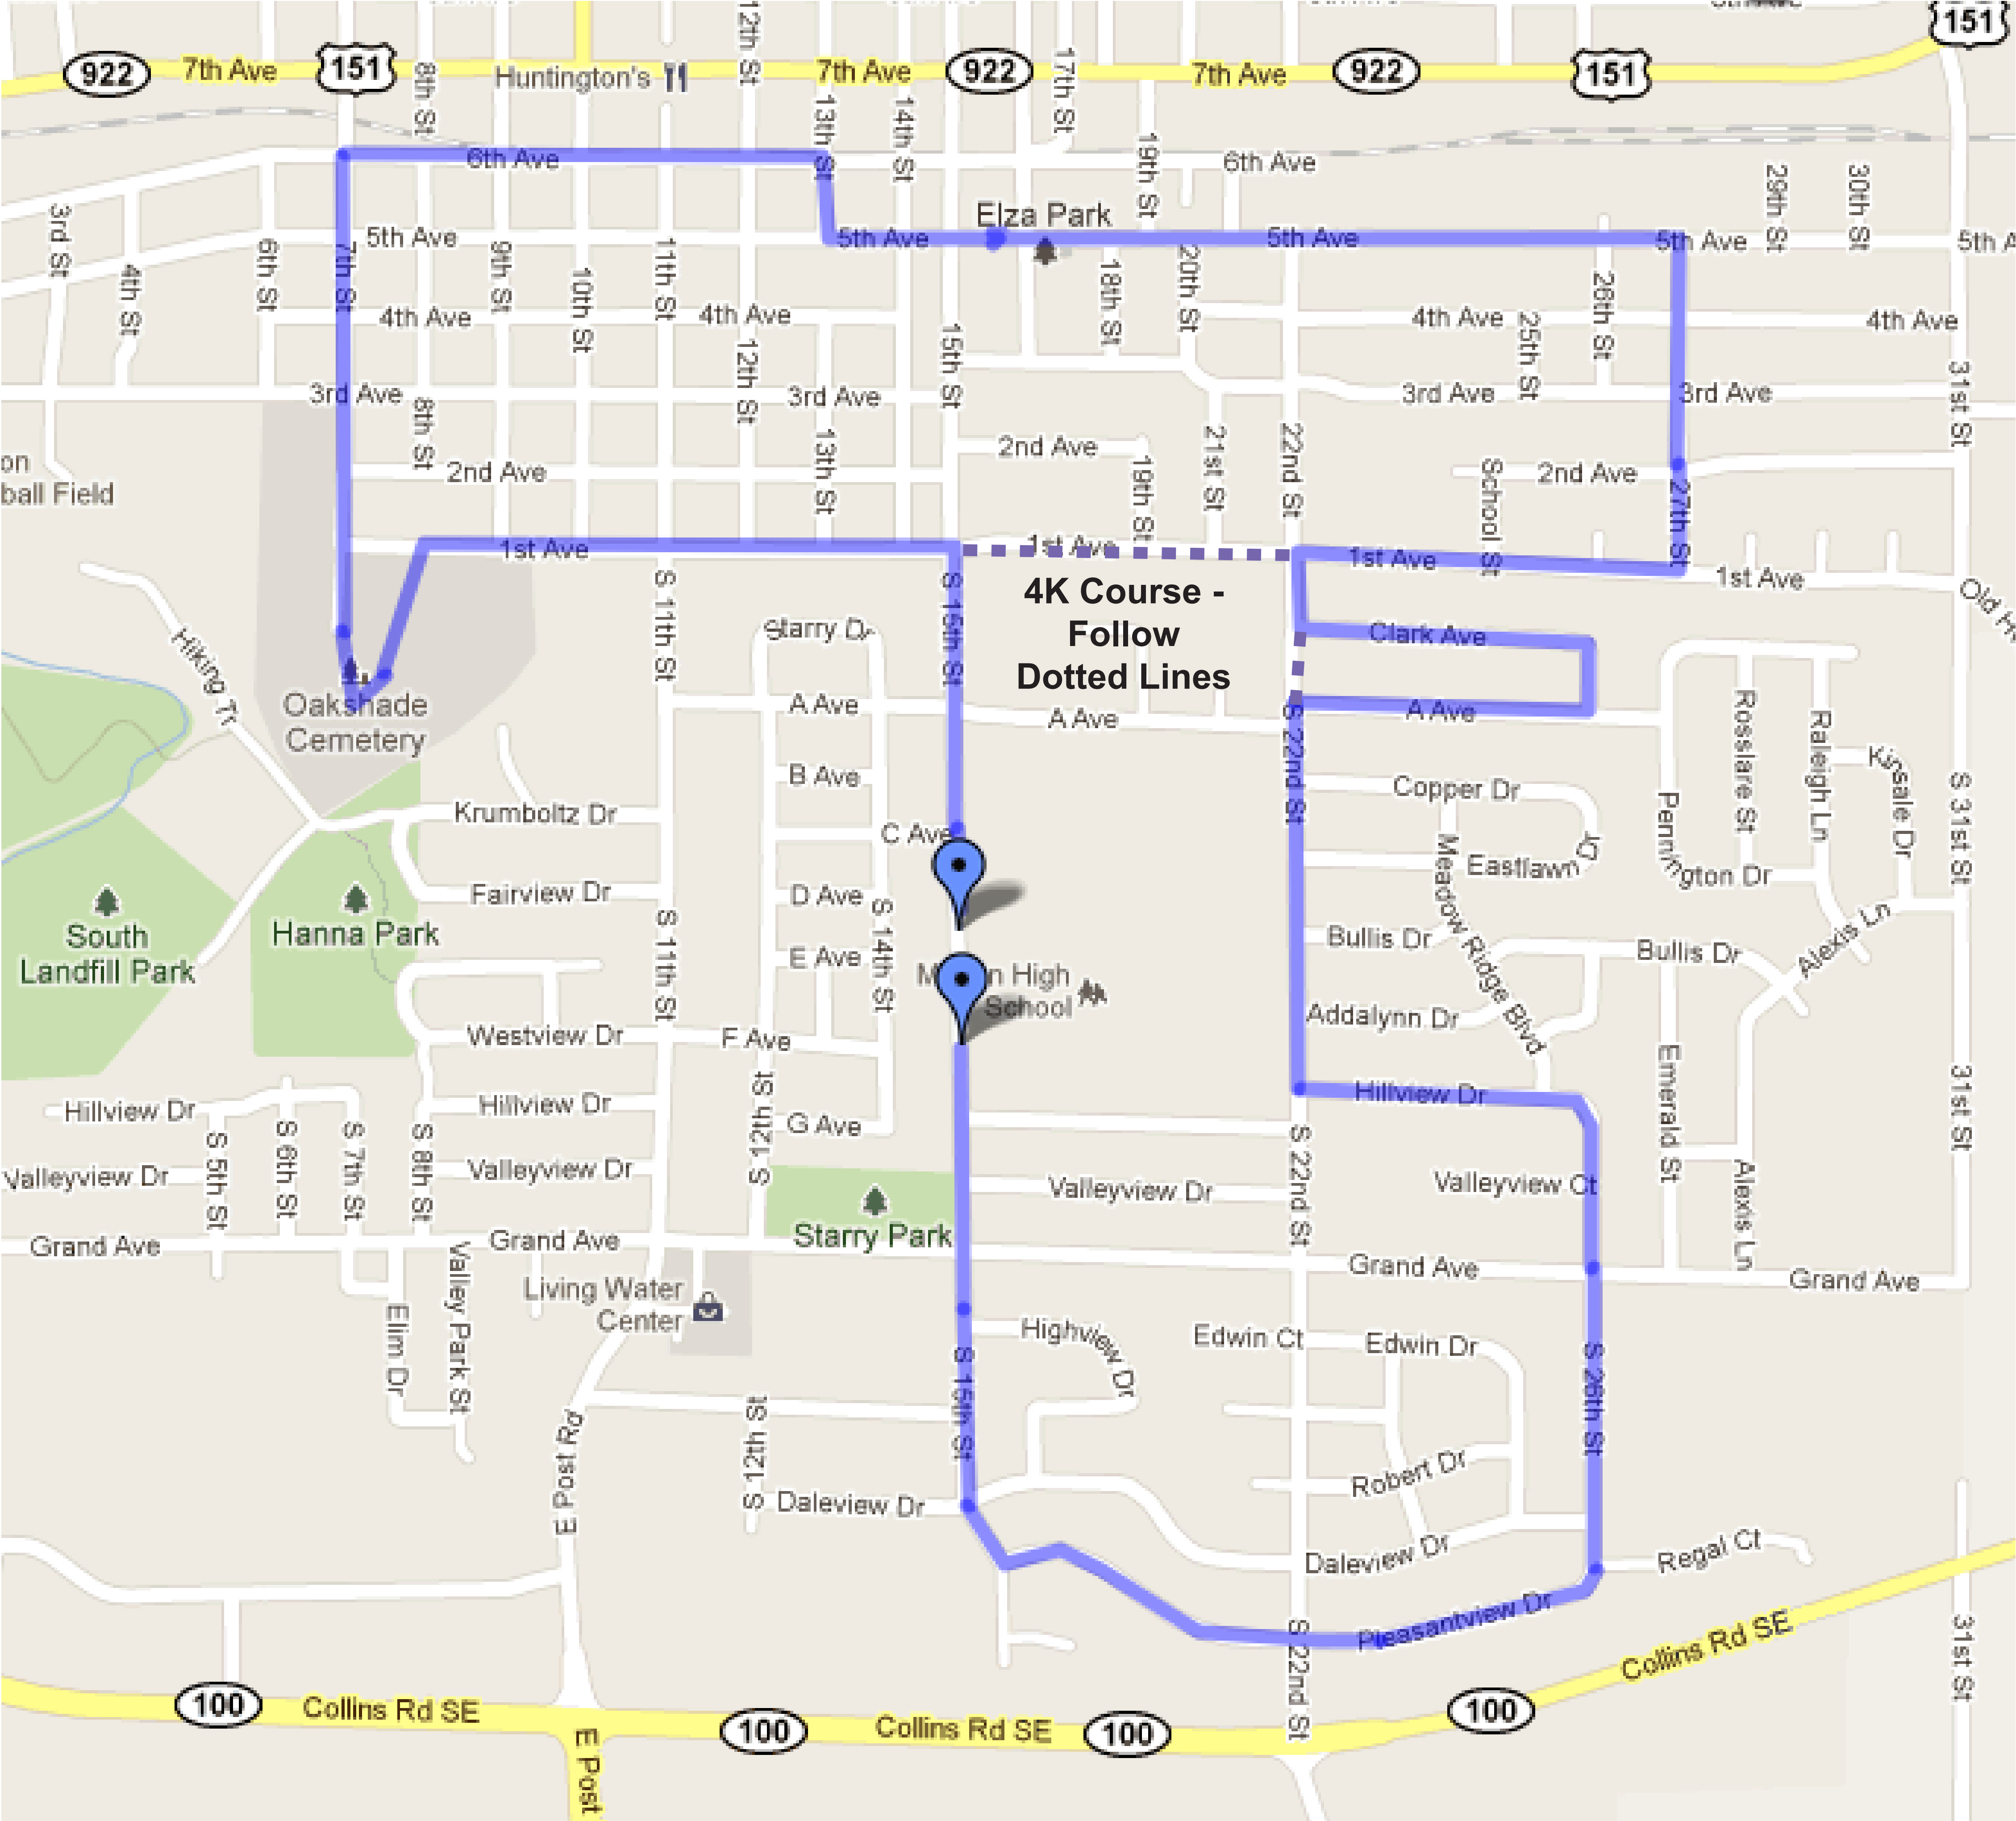 151
922
7th Ave
151
8th St
Huntington's
12th St
7th Ave
922
17th St
7th Ave
922
151
13th St
14th St
19th St
6th Ave
6th Ave
29th St
30th St
3rd St
4th St
6th St
7th St
5th Ave
9th St
10th St
11th St
5th Ave
Elza Park
18th St
20th St
5th Ave
5th Ave
5th A
4th Ave
4th Ave
12th St
15th St
4th Ave
25th St
26th St
4th Ave
3rd Ave
8th St
3rd Ave
13th St
3rd Ave
3rd Ave
31st St
on
ball Field
2nd Ave
2nd Ave
19th St
21st St
22nd St
School St
2nd Ave
27th St
1st Ave
1st Ave
1st Ave
1st Ave
4K Course -
Follow
Dotted Lines
Hiking Tr
S 11th St
Starry Dr
S 15th St
Clark Ave
Oakshade
Cemetery
A Ave
A Ave
A Ave
S 22nd St
Rosslare St
Raleigh Ln
Kinsale Dr
S 31st St
B Ave
Copper Dr
Krumboltz Dr
C Ave
Meadow Ridge Blvd
Eastlawn Dr
Pennington Dr
Fairview Dr
D Ave
S 14th St
South
Landfill Park
Hanna Park
S 11th St
E Ave
High
School
Bullis Dr
Bullis Dr
Alexis Ln
Addalynn Dr
Westview Dr
F Ave
Emerald St
31st St
Hillview Dr
Hillview Dr
Hillview Dr
S 5th St
S 6th St
S 7th St
S 8th St
S 12th St
G Ave
S 22nd St
Valleyview Dr
Valleyview Dr
Valleyview Dr
Valleyview Ct
Alexis Ln
Starry Park
Grand Ave
Grand Ave
Grand Ave
Grand Ave
Valley Park St
Elim Dr
Living Water
Center
Highview Dr
Edwin Ct
Edwin Dr
S 15th St
S 26th St
E Post Rd
S 12th St
Daleview Dr
Robert Dr
Daleview Dr
Regal Ct
Pleasantview Dr
S 22nd St
Collins Rd SE
31st St
100
Collins Rd SE
100
Collins Rd SE
100
100
E Post